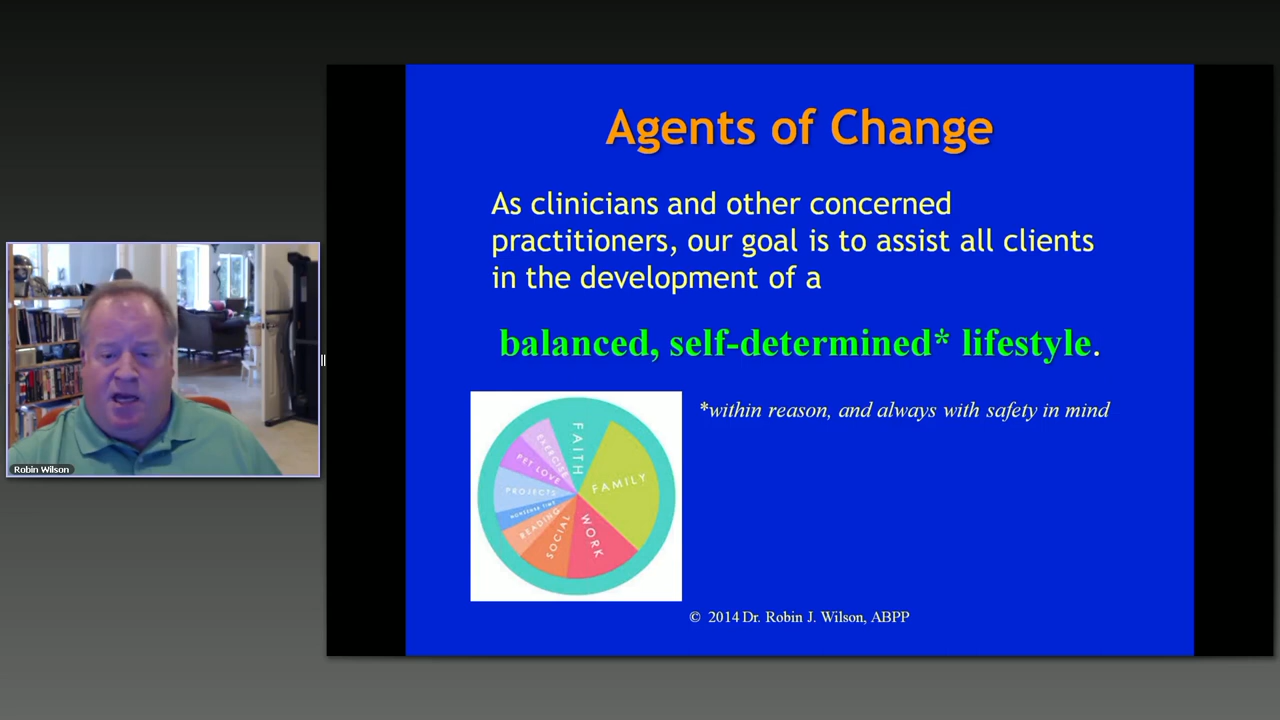 Agents of Change
As clinicians and other concerned
practitioners, our goal is to assist all clients
in the development of a
balanced, self-determined* lifestyle.
*within reason, and always with safety in mind
FAITH
FAMILY
WORK
SOCIAL
READING
NONSENSE TIME
PROJECTS
PET LOVE
EXERCISE
© 2014 Dr. Robin J. Wilson, ABPP
Robin Wilson